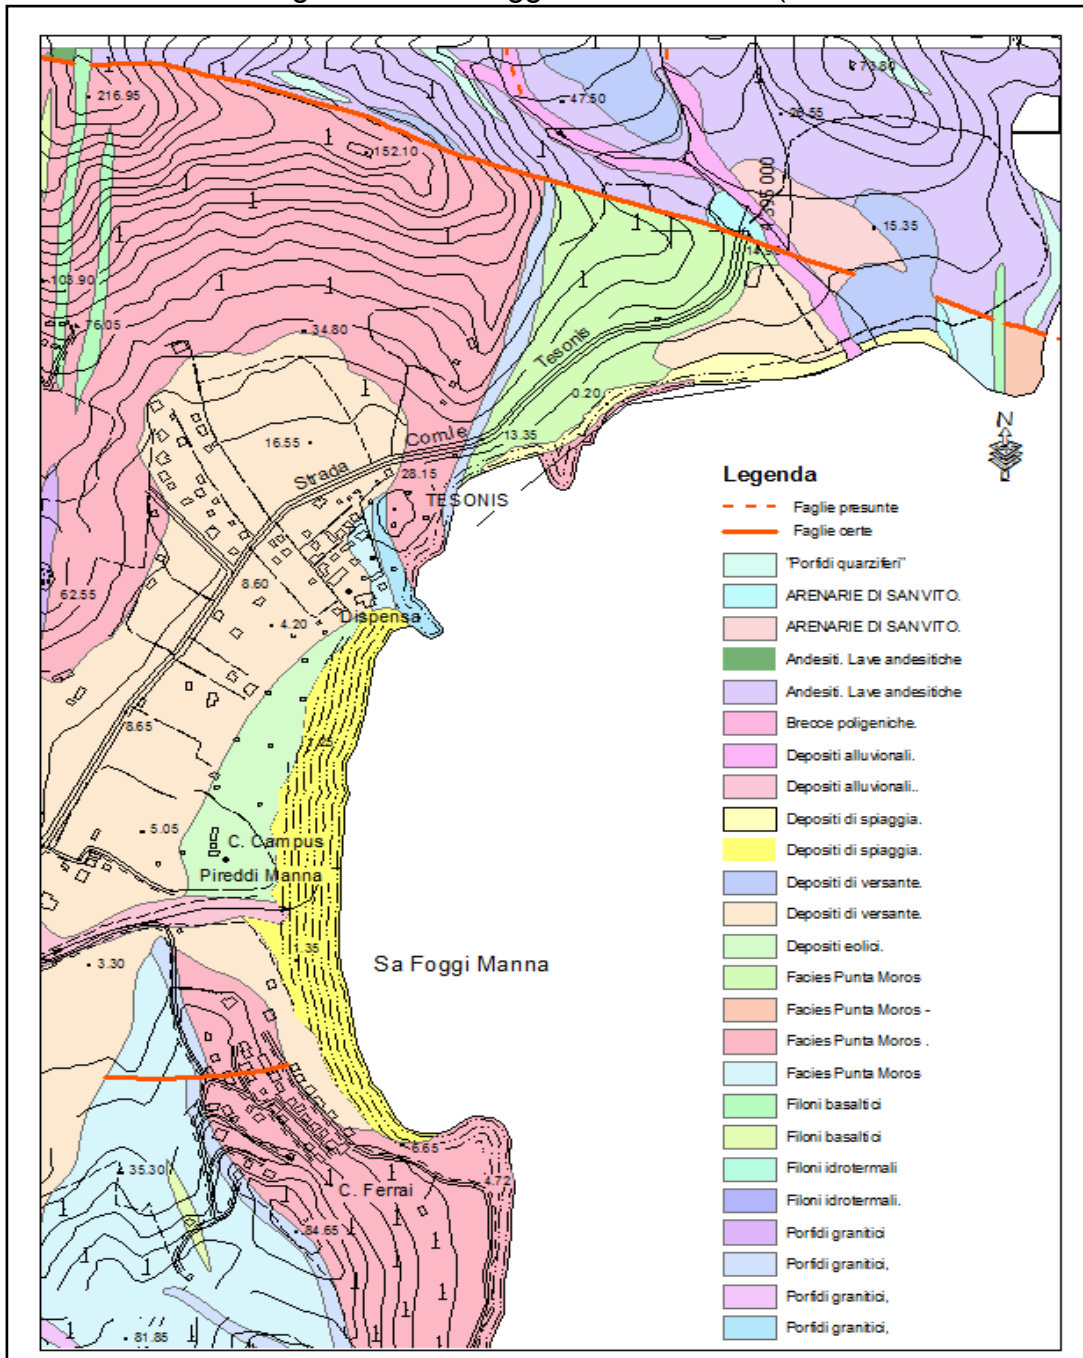 216.95
152.10
47.50
73.80
26.55
4395 000
15.35
103.90
76.05
34.80
Tesonis
0.20
16.55
Strada
Comle
13.35
28.15
TESONIS
N
62.55
8.60
4.20
Dispensa
8.65
5.05
C. Campus
Pireddi Manna
3.30
1.35
Sa Foggi Manna
35.30
6.65
4.72
C. Ferrai
84.65
81.85
Legenda
Faglie presunte
Faglie certe
"Porfidi quarziferi"
ARENARIE DI SAN VITO.
ARENARIE DI SAN VITO.
Andesiti. Lave andesitiche
Andesiti. Lave andesitiche
Brecce poligeniche.
Depositi alluvionali.
Depositi alluvionali..
Depositi di spiaggia.
Depositi di spiaggia.
Depositi di versante.
Depositi di versante.
Depositi eolici.
Facies Punta Moros
Facies Punta Moros -
Facies Punta Moros .
Facies Punta Moros
Filoni basaltici
Filoni basaltici
Filoni idrotermali
Filoni idrotermali.
Porfidi granitici
Porfidi granitici,
Porfidi granitici,
Porfidi granitici,